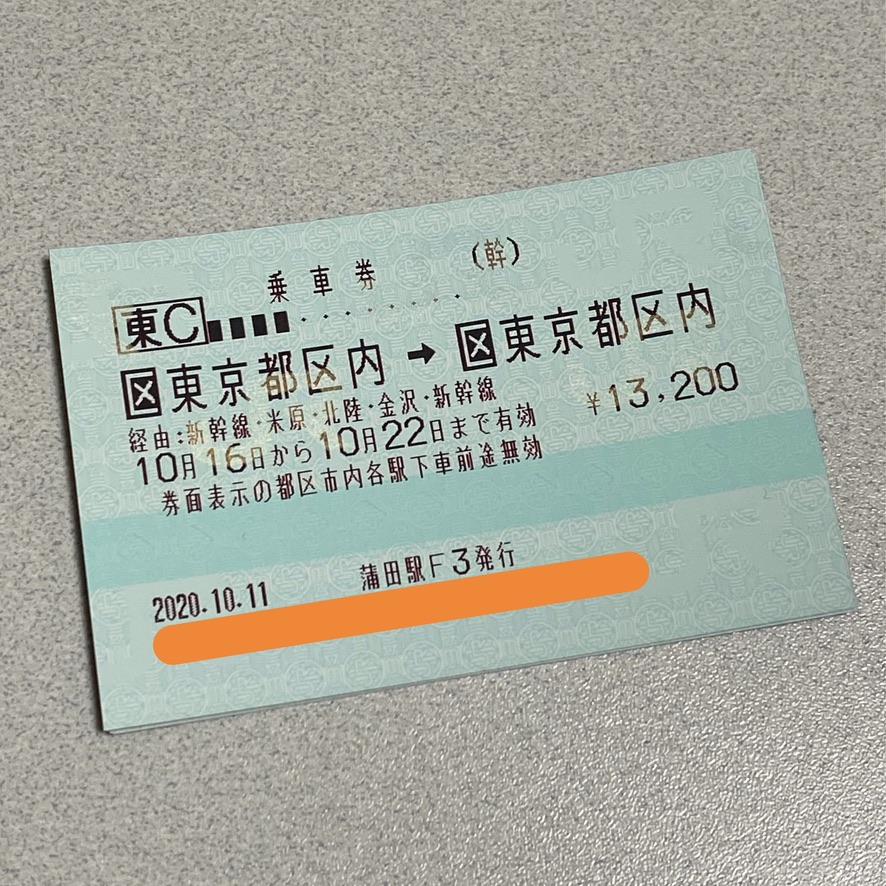 乗車券 (幹)
東C
区東京都区内 → 区東京都区内
経由:新幹線・米原・北陸・金沢・新幹線 ¥13,200
10月16日から10月22日まで有効
券面表示の都区市内各駅下車前途無効
2020.10.11 蒲田駅F3発行